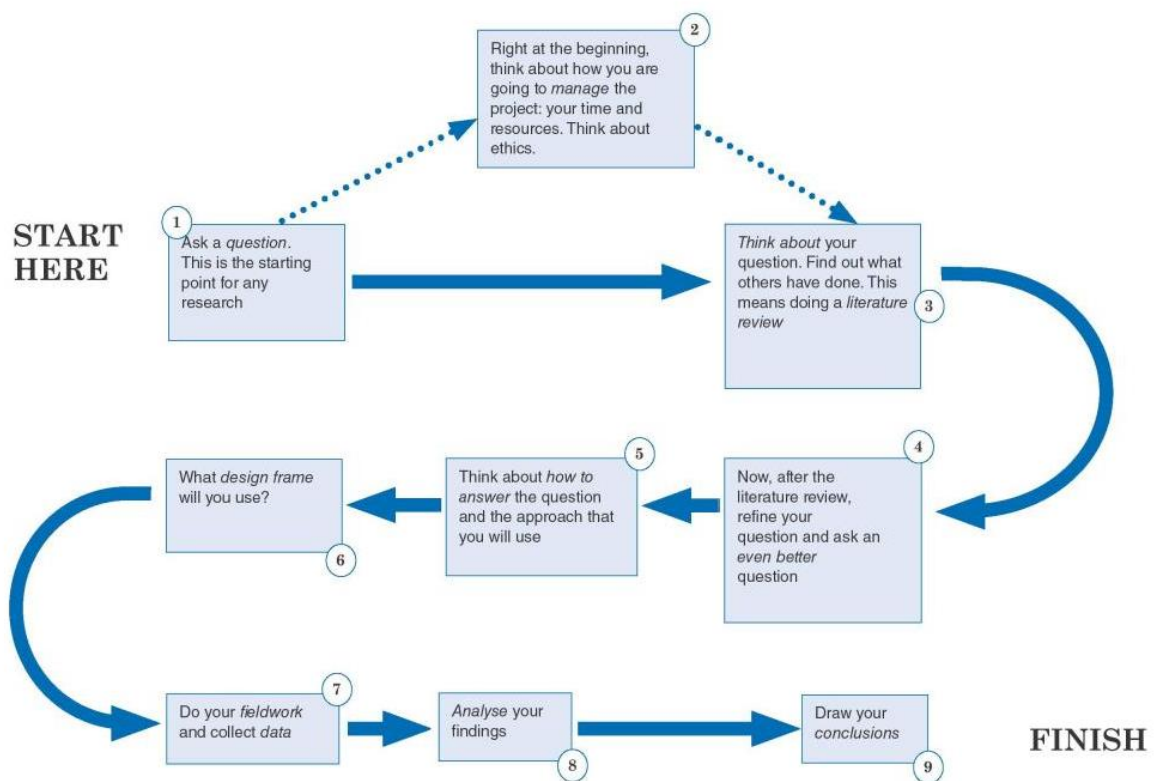 START
HERE
1
Ask a question.
This is the starting
point for any
research
2
Right at the beginning,
think about how you are
going to manage the
project: your time and
resources. Think about
ethics.
Think about your
question. Find out what
others have done. This
means doing a literature
review
3
4
Now, after the
literature review,
refine your
question and ask an
even better
question
5
Think about how to
answer the question
and the approach that
you will use
What design frame
will you use?
6
7
Do your fieldwork
and collect data
Analyse your
findings
8
Draw your
conclusions
9
FINISH